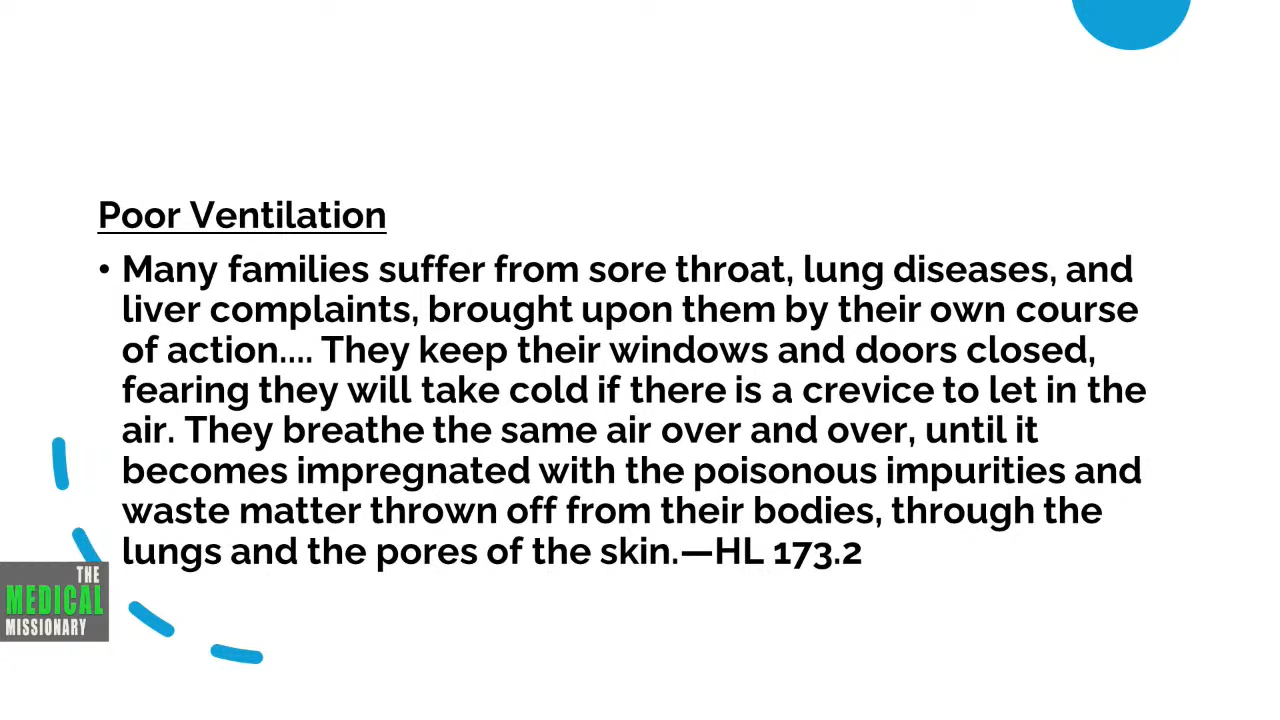 Poor Ventilation
• Many families suffer from sore throat, lung diseases, and
liver complaints, brought upon them by their own course
of action.... They keep their windows and doors closed,
fearing they will take cold if there is a crevice to let in the
air. They breathe the same air over and over, until it
becomes impregnated with the poisonous impurities and
waste matter thrown off from their bodies, through the
lungs and the pores of the skin.—HL 173.2
THE
MEDICAL
MISSIONARY